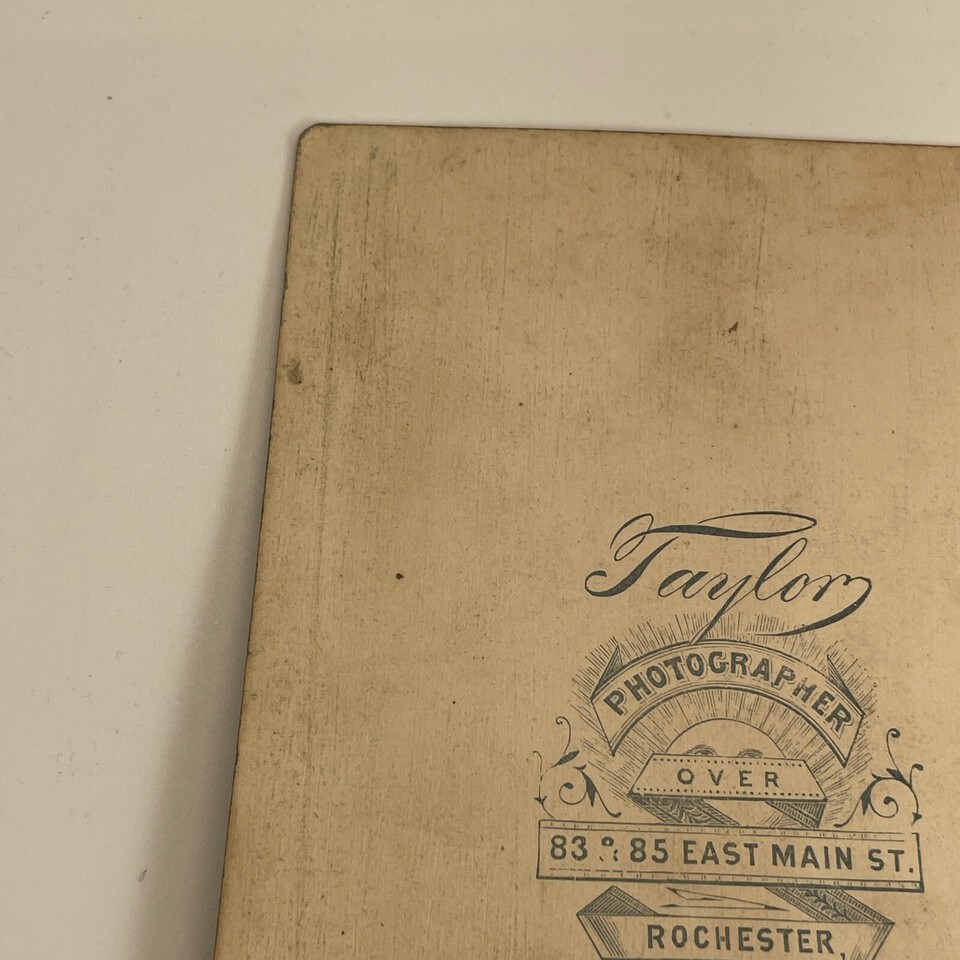 Taylor
PHOTOGRAPHER
OVER
83 & 85 EAST MAIN ST.
ROCHESTER,